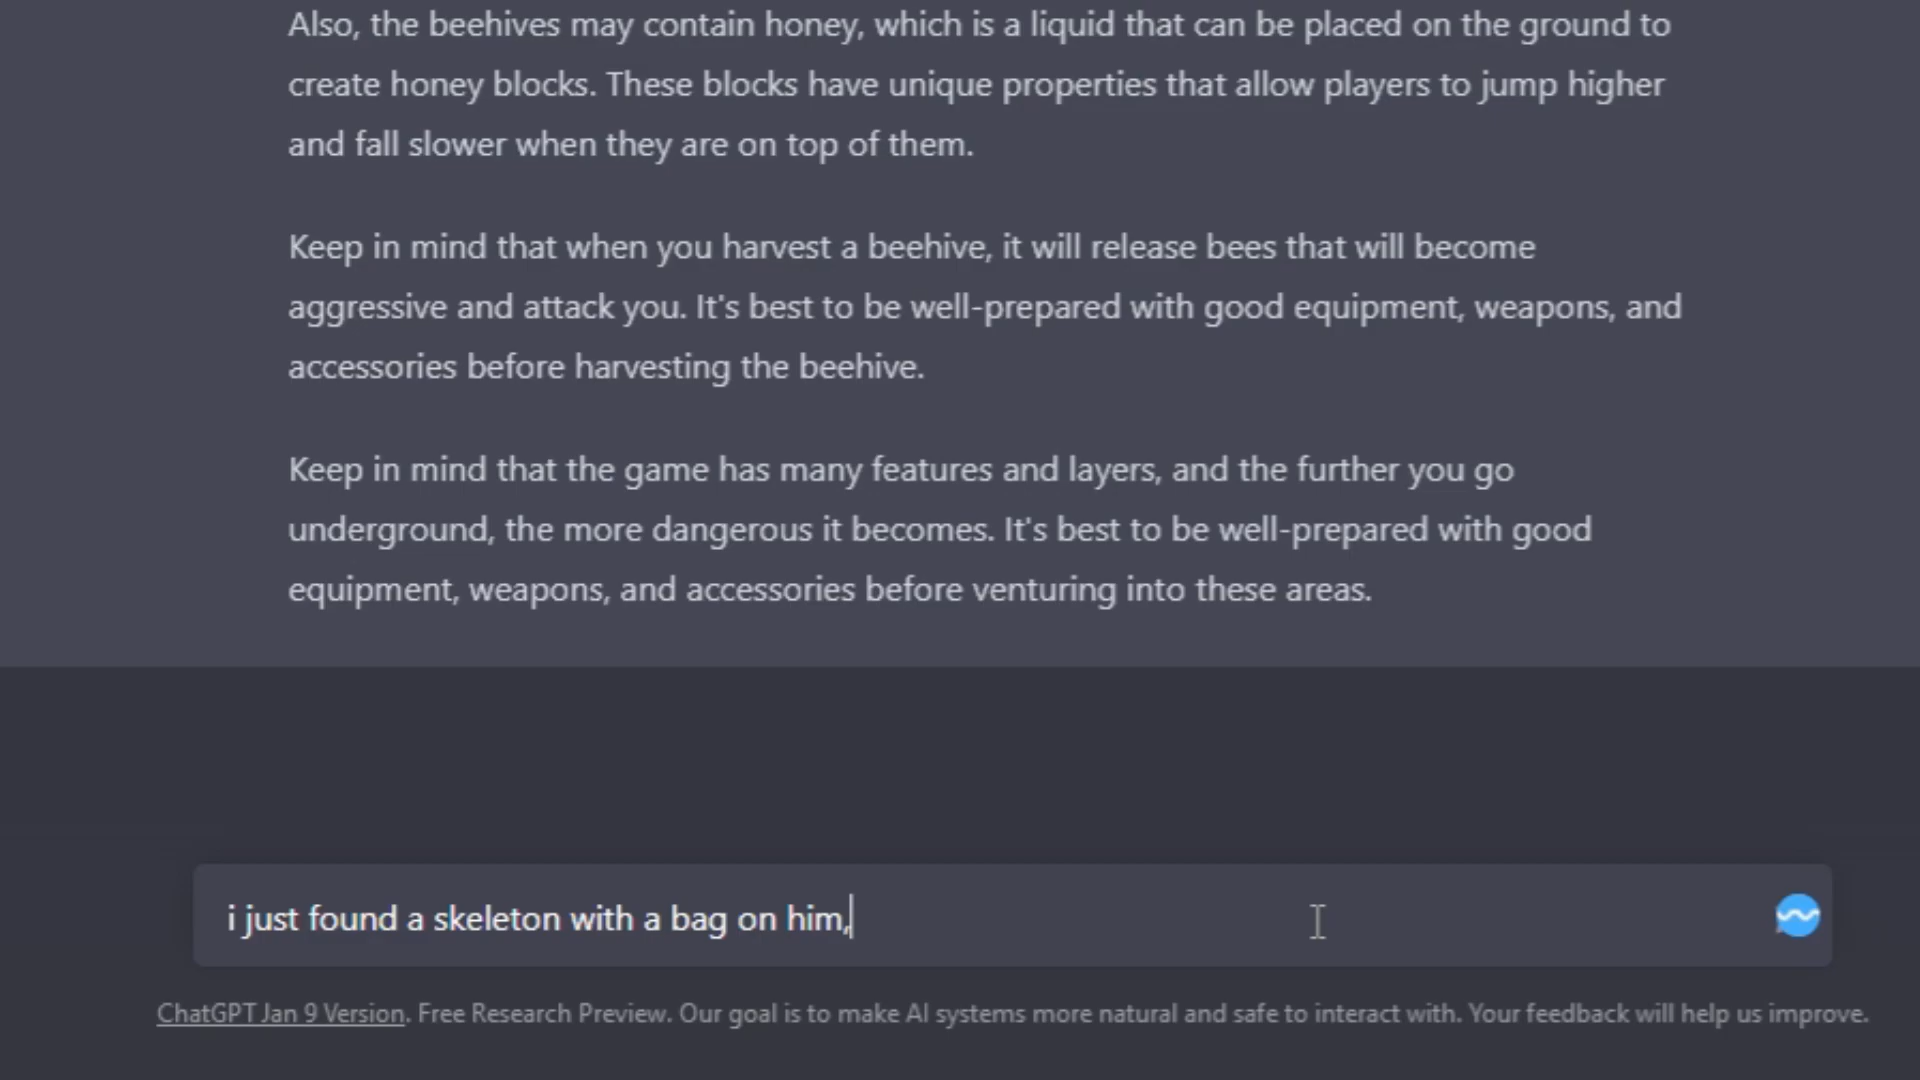 Also, the beehives may contain honey, which is a liquid that can be placed on the ground to
create honey blocks. These blocks have unique properties that allow players to jump higher
and fall slower when they are on top of them.
Keep in mind that when you harvest a beehive, it will release bees that will become
aggressive and attack you. It's best to be well-prepared with good equipment, weapons, and
accessories before harvesting the beehive.
Keep in mind that the game has many features and layers, and the further you go
underground, the more dangerous it becomes. It's best to be well-prepared with good
equipment, weapons, and accessories before venturing into these areas.
i just found a skeleton with a bag on him,
ChatGPT Jan 9 Version. Free Research Preview. Our goal is to make AI systems more natural and safe to interact with. Your feedback will help us improve.